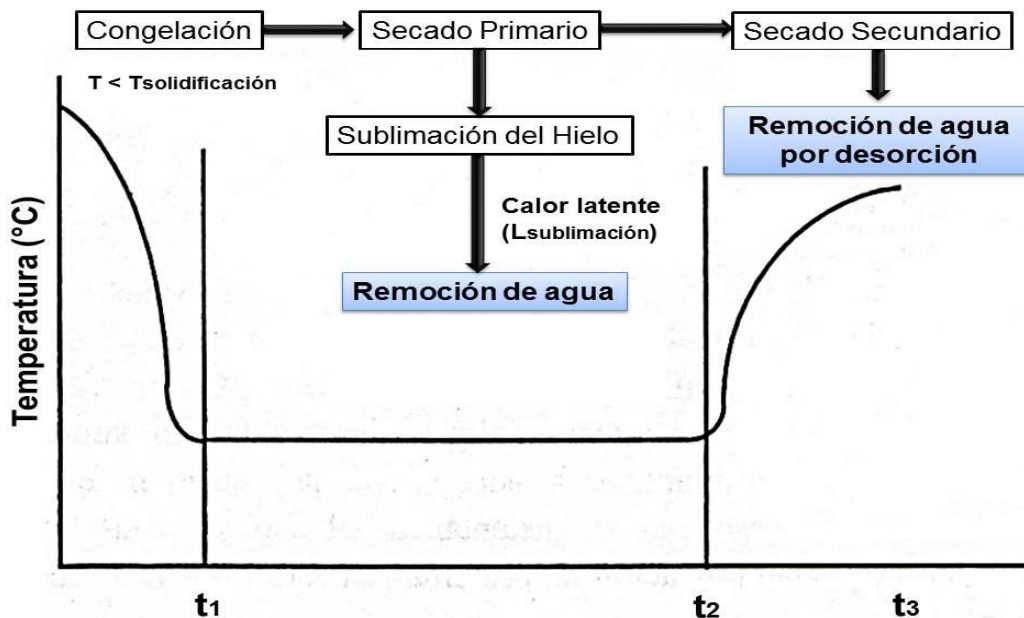 Congelación
Secado Primario
Secado Secundario
T < Tsolidificación
Sublimación del Hielo
Remoción de agua
por desorción
Calor latente
(Lsublimación)
Remoción de agua
Temperatura (°C)
t1
t2
t3